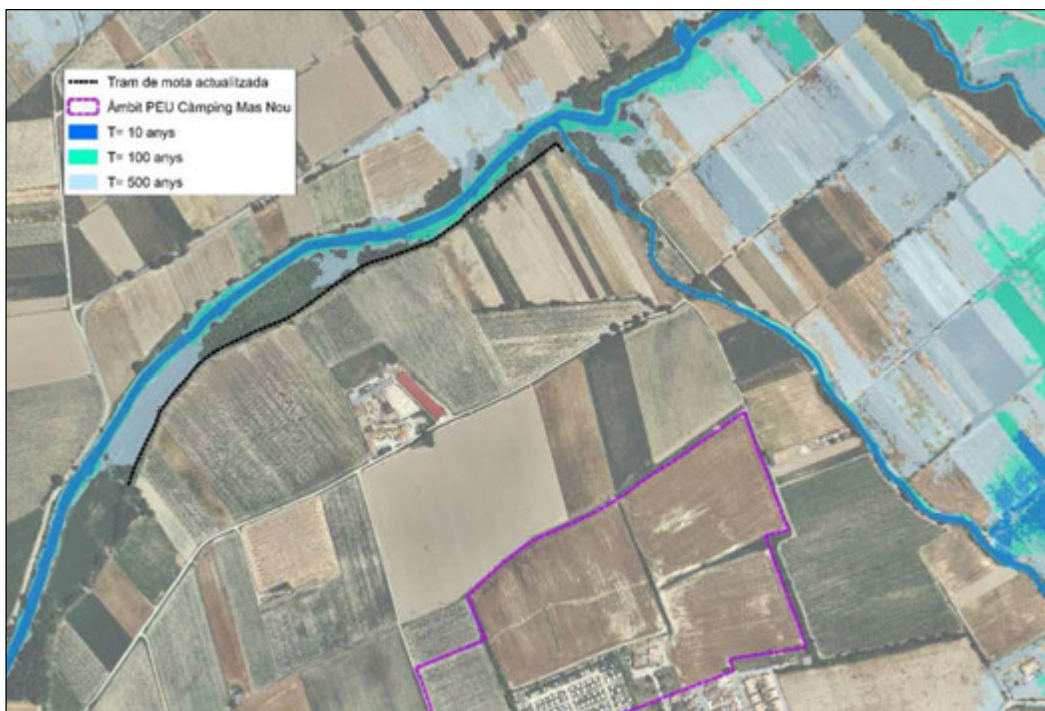 Tram de mota actualitzada
Àmbit PEU Càmping Mas Nou
T= 10 anys
T= 100 anys
T= 500 anys